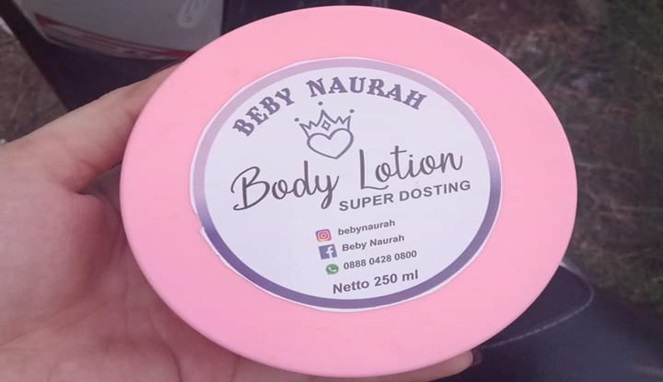 BEBY NAURAH
Body Lotion
SUPER DOSTING
bebynaurah
Beby Naurah
0888 0428 0800
Netto 250 ml